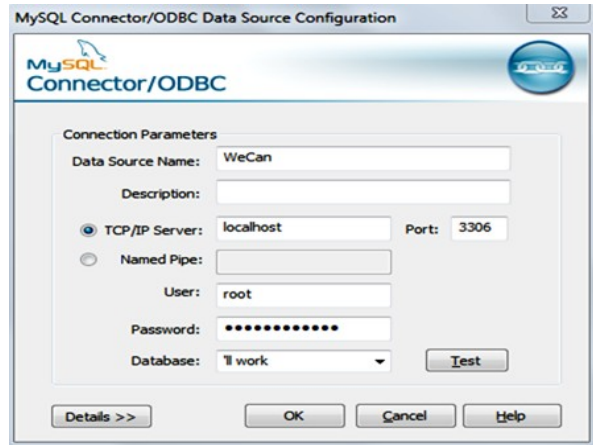 MySQL Connector/ODBC Data Source Configuration
MySQL
Connector/ODBC
Connection Parameters
Data Source Name: WeCan
Description:
TCP/IP Server: localhost Port: 3306
Named Pipe:
User: root
Password: ●●●●●●●●●●●●
Database: 'll work Test
Details >> OK Cancel Help